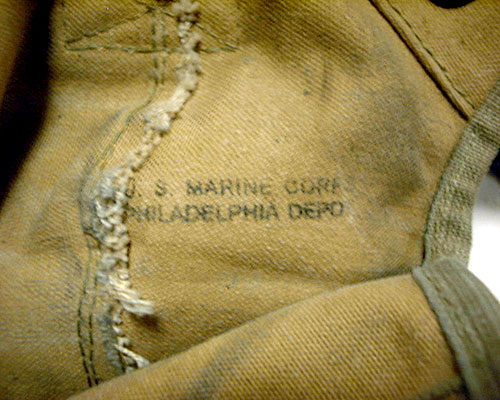 U. S. MARINE CORP
PHILADELPHIA DEPO